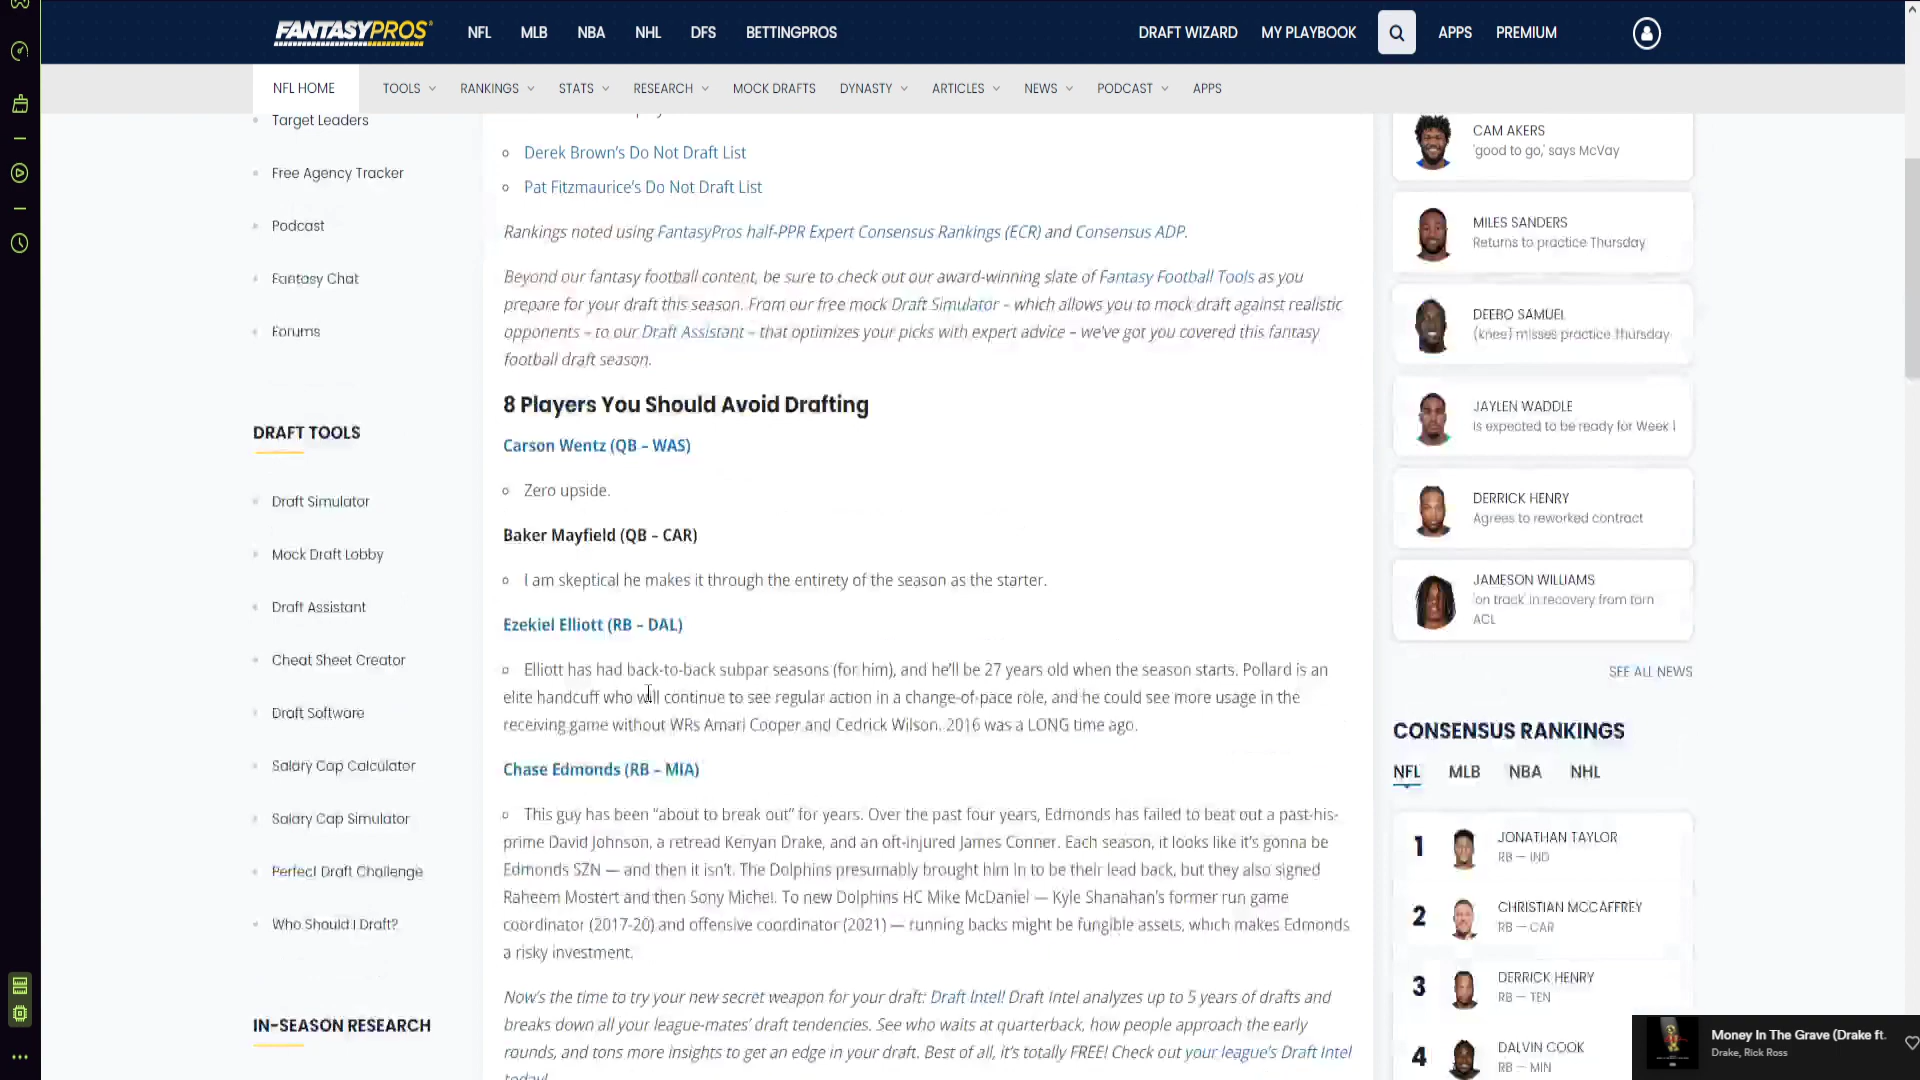 FANTASYPROS
NFL MLB NBA NHL DFS BETTINGPROS
DRAFT WIZARD MY PLAYBOOK APPS PREMIUM
NFL HOME TOOLS RANKINGS STATS RESEARCH MOCK DRAFTS DYNASTY ARTICLES NEWS PODCAST APPS
Target Leaders
Free Agency Tracker
Podcast
Fantasy Chat
Forums
DRAFT TOOLS
Draft Simulator
Mock Draft Lobby
Draft Assistant
Cheat Sheet Creator
Draft Software
Salary Cap Calculator
Salary Cap Simulator
Perfect Draft Challenge
Who Should I Draft?
IN-SEASON RESEARCH
Derek Brown's Do Not Draft List
Pat Fitzmaurice's Do Not Draft List
Rankings noted using FantasyPros half-PPR Expert Consensus Rankings (ECR) and Consensus ADP.
Beyond our fantasy football content, be sure to check out our award-winning slate of Fantasy Football Tools as you
prepare for your draft this season. From our free mock Draft Simulator – which allows you to mock draft against realistic
opponents – to our Draft Assistant – that optimizes your picks with expert advice – we've got you covered this fantasy
football draft season.
8 Players You Should Avoid Drafting
Carson Wentz (QB – WAS)
Zero upside.
Baker Mayfield (QB – CAR)
I am skeptical he makes it through the entirety of the season as the starter.
Ezekiel Elliott (RB – DAL)
Elliott has had back-to-back subpar seasons (for him), and he'll be 27 years old when the season starts. Pollard is an
elite handcuff who will continue to see regular action in a change-of-pace role, and he could see more usage in the
receiving game without WRs Amari Cooper and Cedrick Wilson. 2016 was a LONG time ago.
Chase Edmonds (RB – MIA)
This guy has been "about to break out" for years. Over the past four years, Edmonds has failed to beat out a past-his-
prime David Johnson, a retread Kenyan Drake, and an oft-injured James Conner. Each season, it looks like it's gonna be
Edmonds SZN — and then it isn't. The Dolphins presumably brought him in to be their lead back, but they also signed
Raheem Mostert and then Sony Michel. To new Dolphins HC Mike McDaniel — Kyle Shanahan's former run game
coordinator (2017-20) and offensive coordinator (2021) — running backs might be fungible assets, which makes Edmonds
a risky investment.
Now's the time to try your new secret weapon for your draft: Draft Intel! Draft Intel analyzes up to 5 years of drafts and
breaks down all your league-mates' draft tendencies. See who waits at quarterback, how people approach the early
rounds, and tons more insights to get an edge in your draft. Best of all, it's totally FREE! Check out your league's Draft Intel
today!
CAM AKERS
'good to go,' says McVay
MILES SANDERS
Returns to practice Thursday
DEEBO SAMUEL
(knee) misses practice Thursday
JAYLEN WADDLE
Is expected to be ready for Week 1
DERRICK HENRY
Agrees to reworked contract
JAMESON WILLIAMS
'on track' in recovery from torn
ACL
SEE ALL NEWS
CONSENSUS RANKINGS
NFL MLB NBA NHL
1 JONATHAN TAYLOR
RB — IND
2 CHRISTIAN MCCAFFREY
RB — CAR
3 DERRICK HENRY
RB — TEN
4 DALVIN COOK
RB — MIN
Money In The Grave (Drake ft.
Drake, Rick Ross